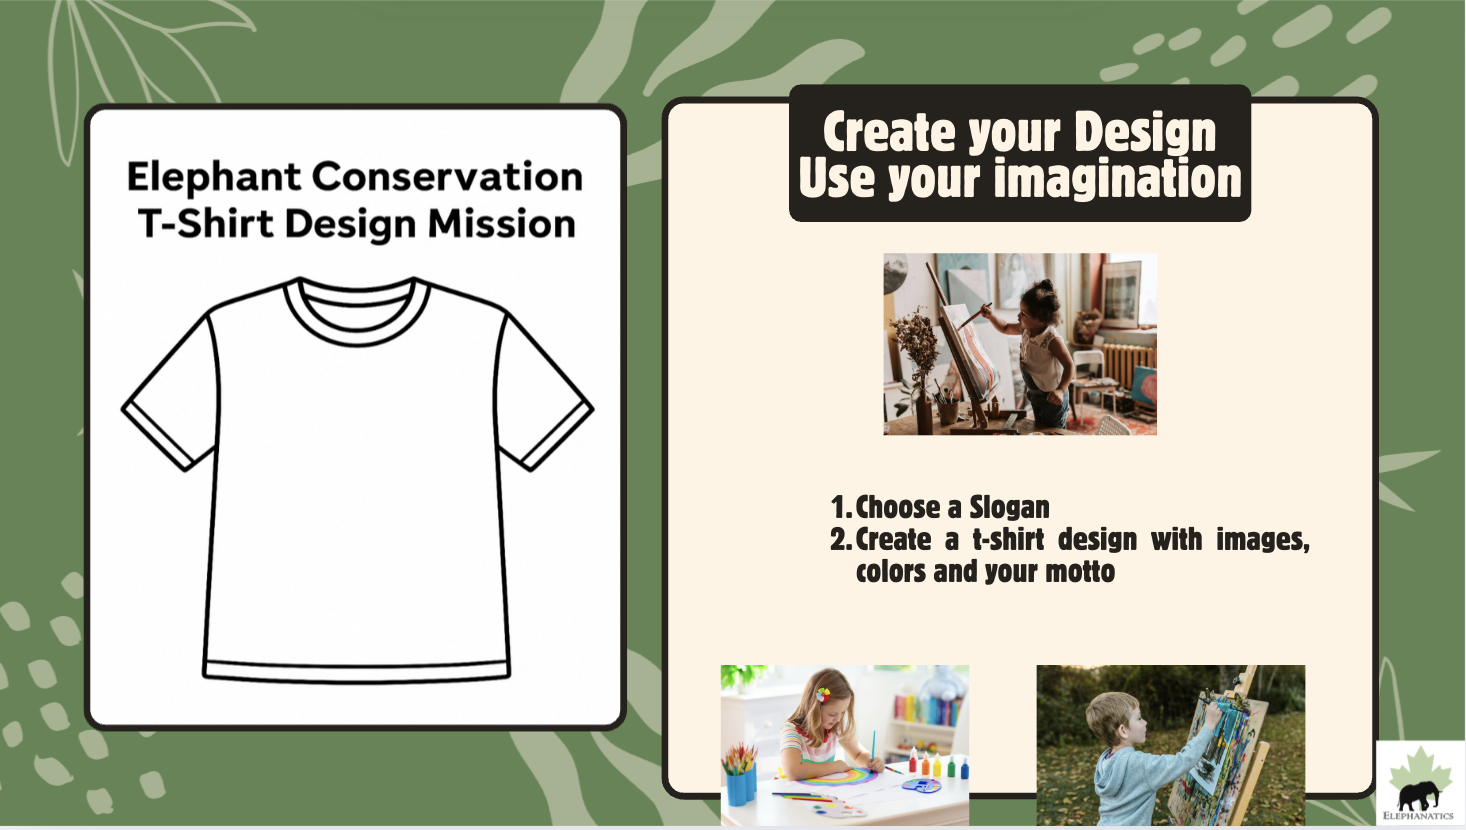 Elephant Conservation
T-Shirt Design Mission
Create your Design
Use your imagination
1. Choose a Slogan
2. Create a t-shirt design with images,
colors and your motto
ELEPHANATICS